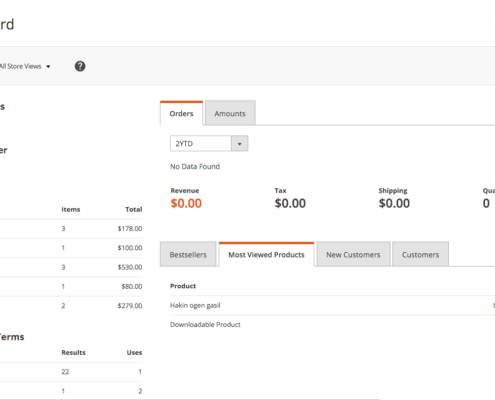 rd
All Store Views
?
s
er
Items Total
3 $178.00
1 $100.00
3 $530.00
1 $80.00
2 $279.00
Terms
Results Uses
22 1
1 2
Orders Amounts
2YTD
No Data Found
Revenue Tax Shipping Qua
$0.00 $0.00 $0.00 0
Bestsellers Most Viewed Products New Customers Customers
Product
Hakin ogen gasil
Downloadable Product